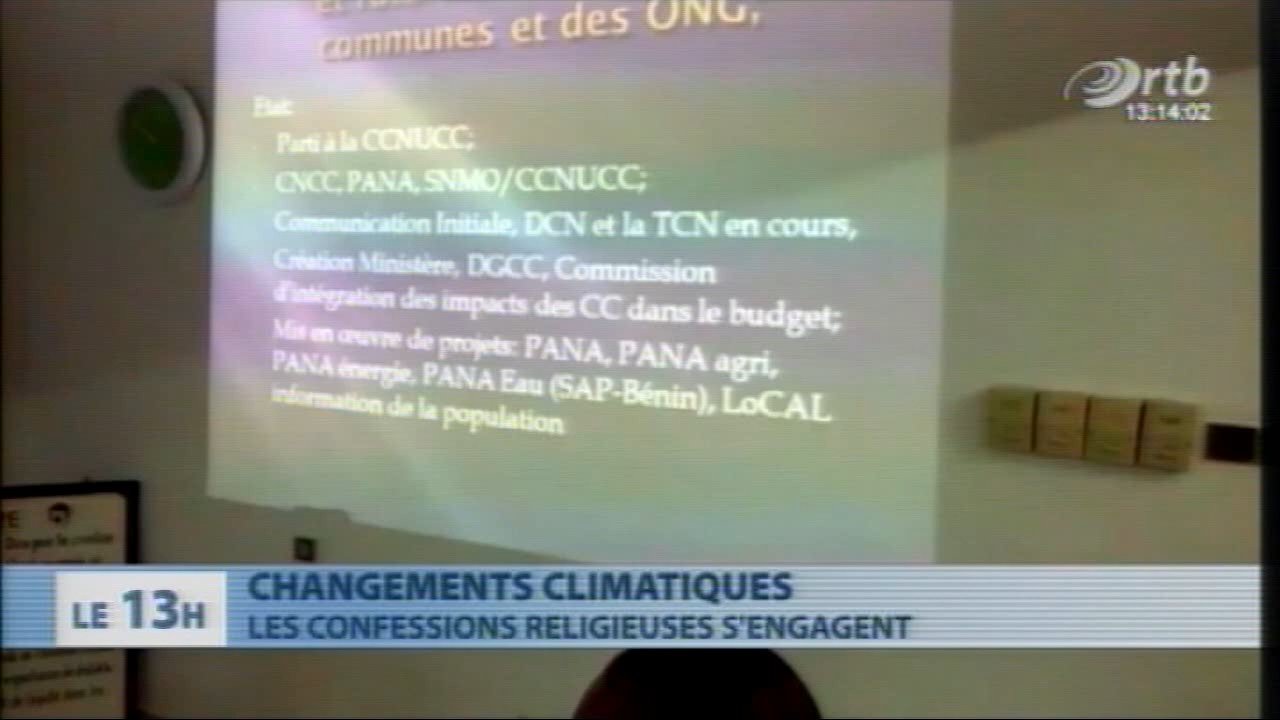 communes et des ONG,
ortb
13:14:02
Etat:
Parti à la CCNUCC;
CNCC, PANA, SNMO/CCNUCC;
Communication Initiale, DCN et la TCN en cours,
Création Ministère, DGCC, Commission
d'intégration des impacts des CC dans le budget;
Mis en œuvre de projets: PANA, PANA agri,
PANA énergie, PANA Eau (SAP-Bénin), LoCAL
information de la population
LE 13H
CHANGEMENTS CLIMATIQUES
LES CONFESSIONS RELIGIEUSES S'ENGAGENT